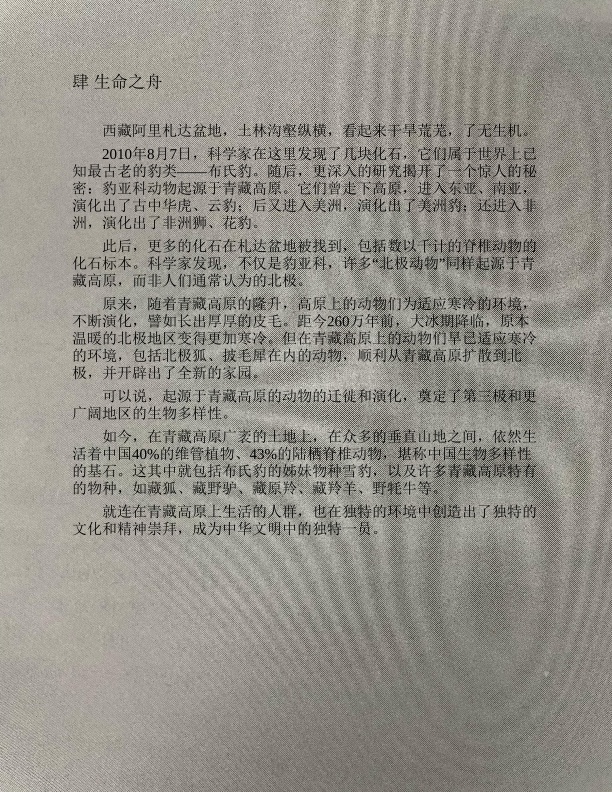 肆 生命之舟
西藏阿里札达盆地，土林沟壑纵横，看起来干旱荒芜，了无生机。
2010年8月7日，科学家在这里发现了几块化石，它们属于世界上已
知最古老的豹类——布氏豹。随后，更深入的研究揭开了一个惊人的秘
密；豹亚科动物起源于青藏高原。它们曾走下高原，进入东亚、南亚，
演化出了古中华虎、云豹；后又进入美洲，演化出了美洲豹；还进入非
洲，演化出了非洲狮、花豹。
此后，更多的化石在札达盆地被找到，包括数以千计的脊椎动物的
化石标本。科学家发现，不仅是豹亚科，许多“北极动物”同样起源于青
藏高原，而非人们通常认为的北极。
原来，随着青藏高原的隆升，高原上的动物们为适应寒冷的环境，
不断演化，譬如长出厚厚的皮毛。距今260万年前，大冰期降临，原本
温暖的北极地区变得更加寒冷。但在青藏高原上的动物们早已适应寒冷
的环境，包括北极狐、披毛犀在内的动物，顺利从青藏高原扩散到北
极，并开辟出了全新的家园。
可以说，起源于青藏高原的动物的迁徙和演化，奠定了第三极和更
广阔地区的生物多样性。
如今，在青藏高原广袤的土地上，在众多的垂直山地之间，依然生
活着中国40%的维管植物、43%的陆栖脊椎动物，堪称中国生物多样性
的基石。这其中就包括布氏豹的姊妹物种雪豹，以及许多青藏高原特有
的物种，如藏狐、藏野驴、藏原羚、藏羚羊、野牦牛等。
就连在青藏高原上生活的人群，也在独特的环境中创造出了独特的
文化和精神崇拜，成为中华文明中的独特一员。